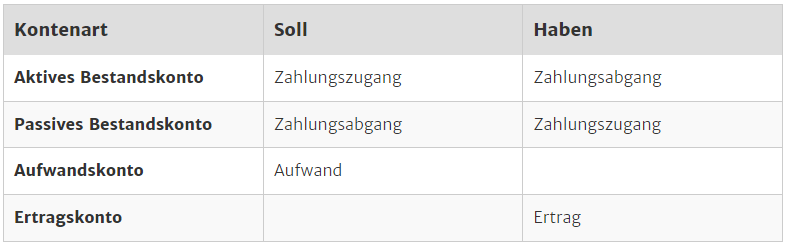 Kontenart Soll Haben
Aktives Bestandskonto Zahlungszugang Zahlungsabgang
Passives Bestandskonto Zahlungsabgang Zahlungszugang
Aufwandskonto Aufwand
Ertragskonto Ertrag